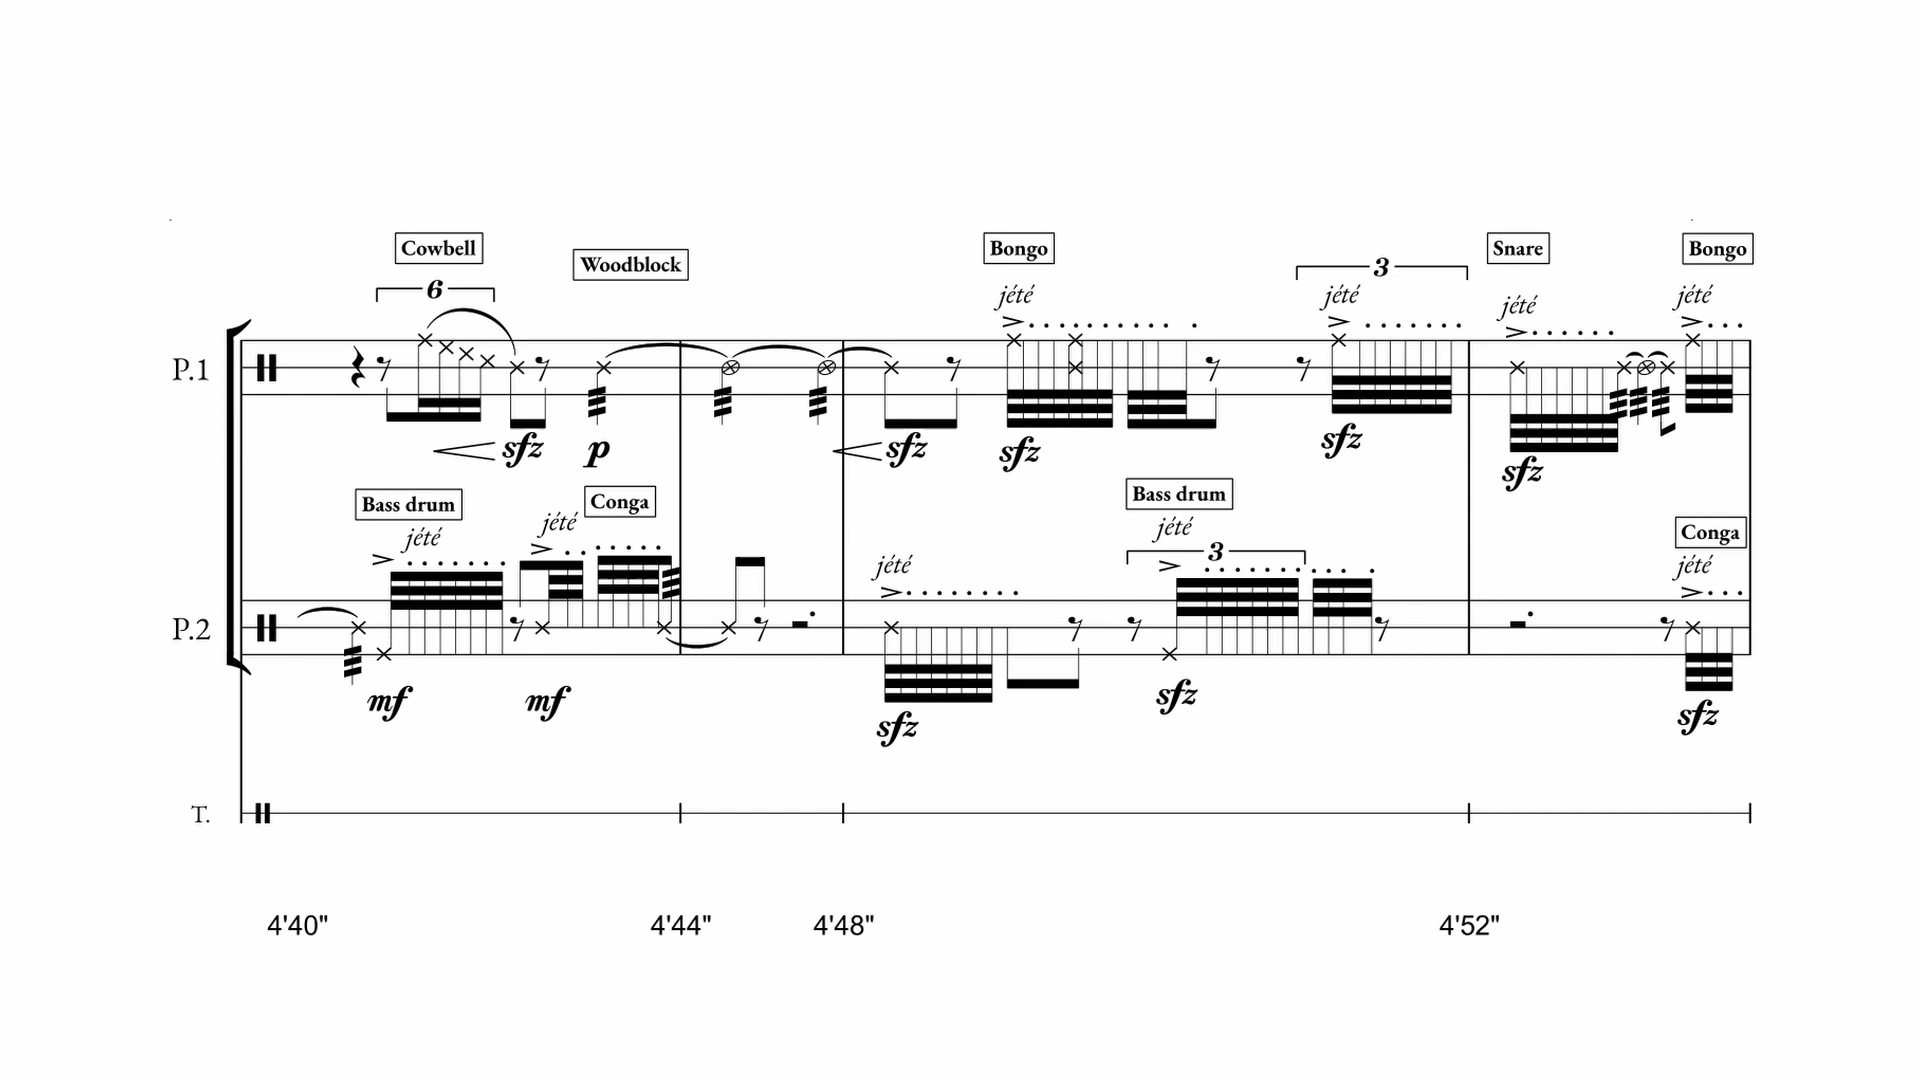 Cowbell
Woodblock
Bongo
Snare
Bongo
6
3
jété
jété
jété
jété
P.1
sfz
p
sfz
sfz
sfz
sfz
Bass drum
Conga
Bass drum
Conga
jété
jété
jété
jété
jété
3
P.2
mf
mf
sfz
sfz
sfz
T.
4'40"
4'44"
4'48"
4'52"